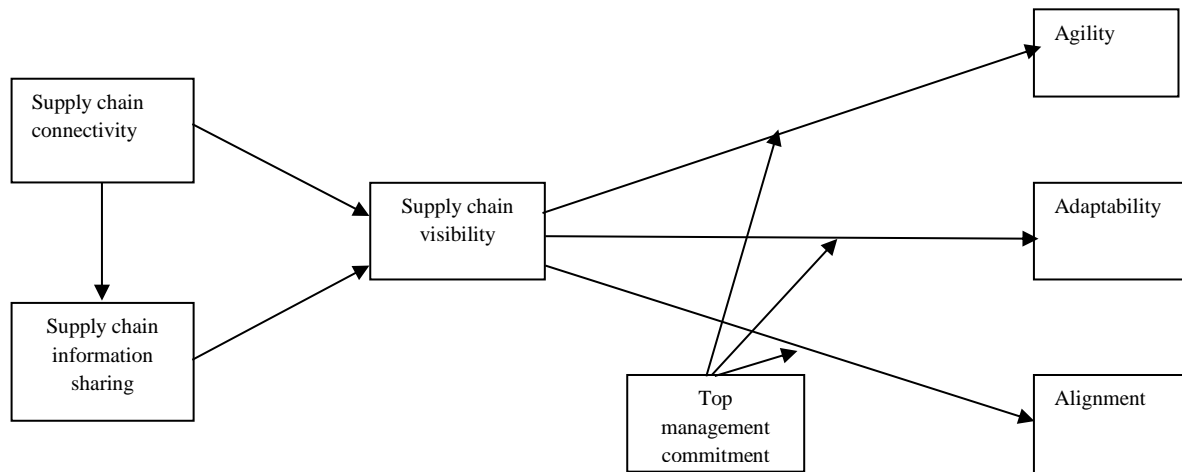 Agility
Supply chain
connectivity
Supply chain
visibility
Adaptability
Supply chain
information
sharing
Top
management
commitment
Alignment